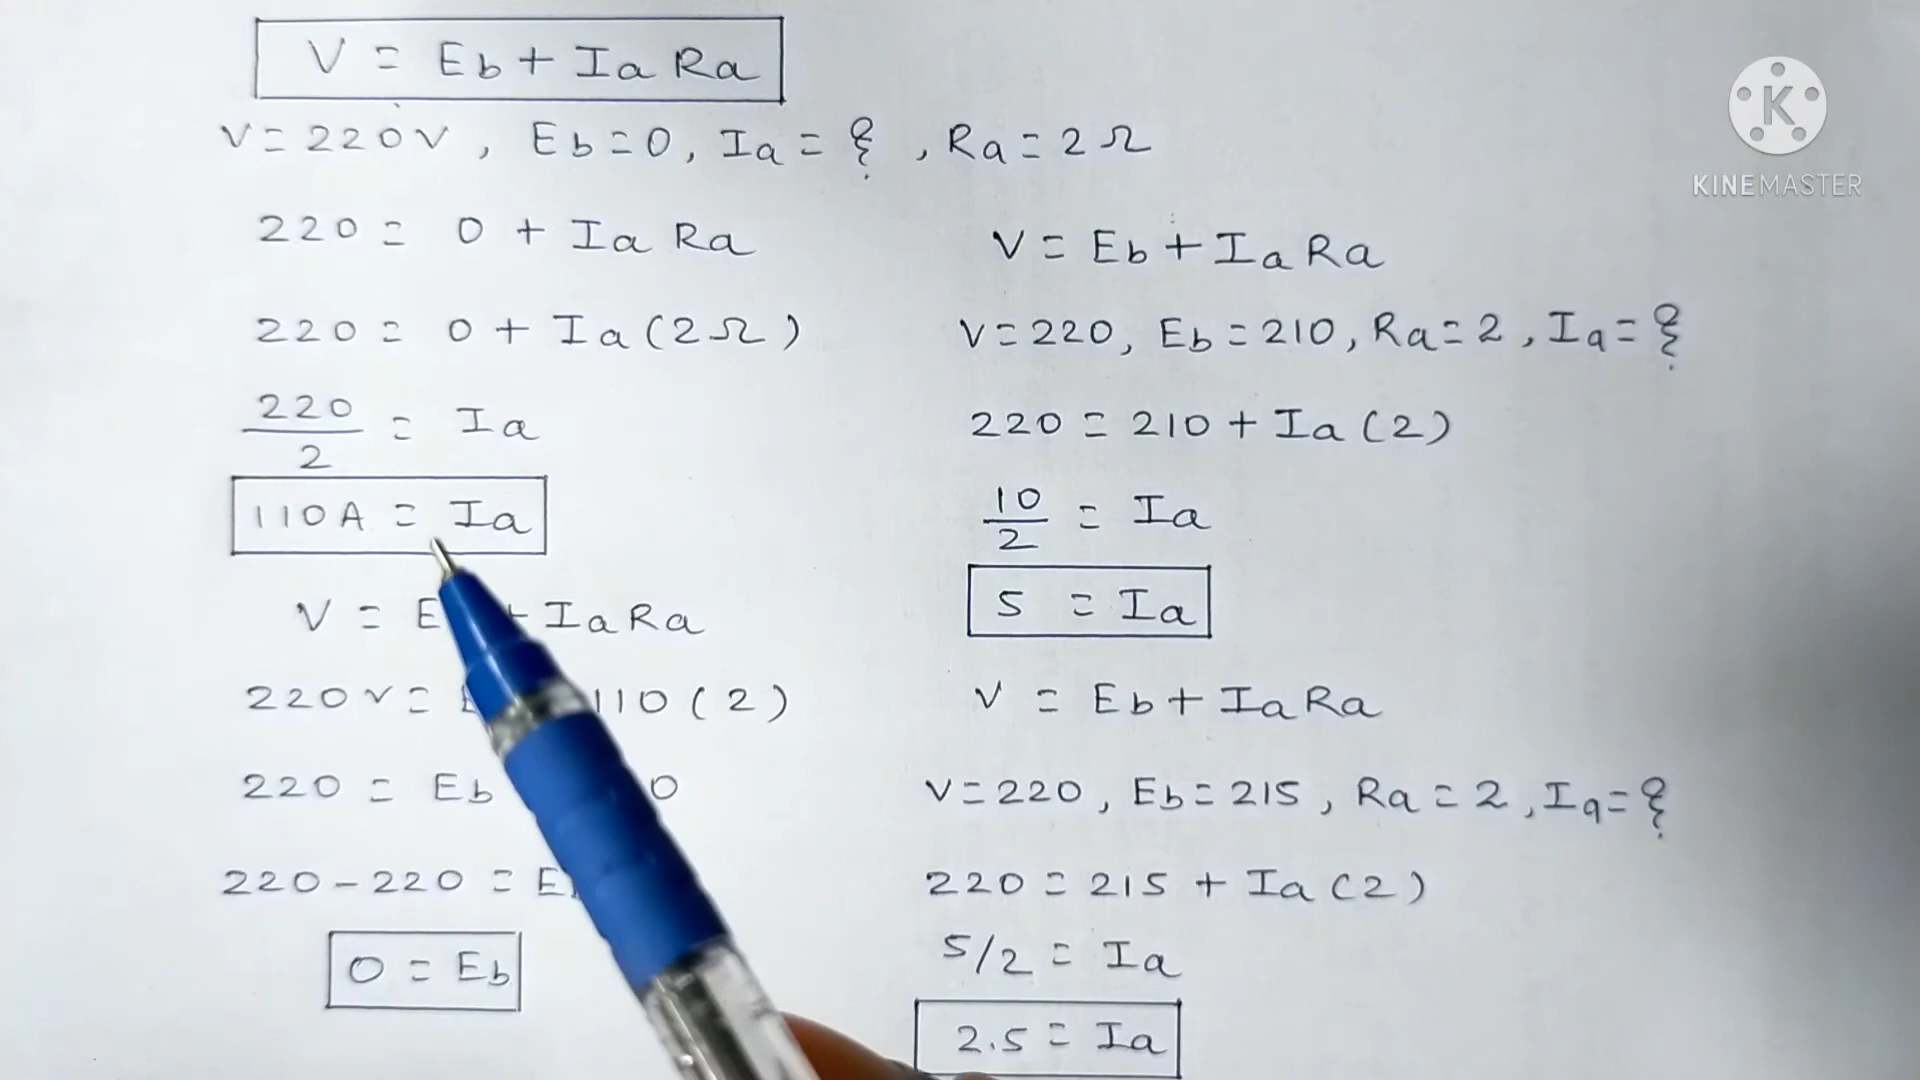 V = Eb + Ia Ra
V=220V, Eb=0, Ia=?, Ra=2Ω
220 = 0 + Ia Ra
220 = 0 + Ia(2Ω)
220/2 = Ia
110A = Ia
V = E + Ia Ra
220V = 110(2)
220 = Eb 0
220-220 = E
0 = Eb
V = Eb + Ia Ra
V=220, Eb=210, Ra=2, Ia=?
220 = 210 + Ia(2)
10/2 = Ia
5 = Ia
V = Eb + Ia Ra
V=220, Eb=215, Ra=2, Ia=?
220 = 215 + Ia(2)
5/2 = Ia
2.5 = Ia
K
KINEMASTER